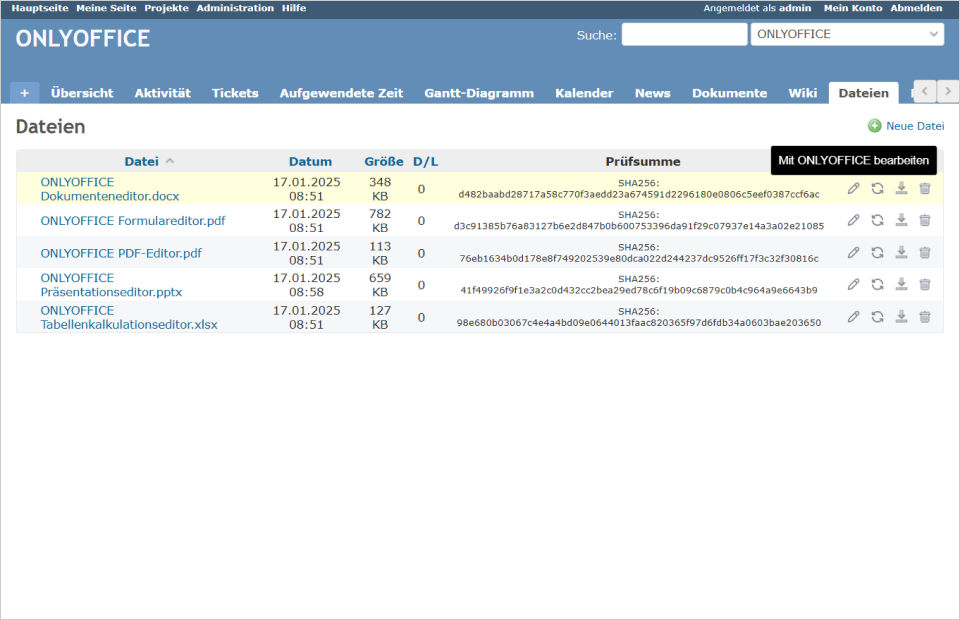 Hauptseite Meine Seite Projekte Administration Hilfe
Angemeldet als admin Mein Konto Abmelden
ONLYOFFICE
Suche:
ONLYOFFICE
+ Übersicht Aktivität Tickets Aufgewendete Zeit Gantt-Diagramm Kalender News Dokumente Wiki Dateien
Dateien
Neue Datei
Mit ONLYOFFICE bearbeiten
Datei Datum Größe D/L Prüfsumme
ONLYOFFICE
Dokumenteneditor.docx
17.01.2025
08:51
348
KB
0
SHA256:
d482baabd28717a58c770f3aedd23a674591d2296180e0806c5eef0387ccf6ac
ONLYOFFICE Formulareditor.pdf
17.01.2025
08:51
782
KB
0
SHA256:
d3c91385b76a83127b6e2d847b0b600753396da91f29c07937e14a3a02e21085
ONLYOFFICE PDF-Editor.pdf
17.01.2025
08:51
113
KB
0
SHA256:
76eb1634b0d178e8f749202539e80dca022d244237dc9526ff17f3c32f30816c
ONLYOFFICE
Präsentationseditor.pptx
17.01.2025
08:58
659
KB
0
SHA256:
41f49926f9f1e3a2c0d432cc2bea29ed78c6f19b09c6879c0b4c964a9e6643b9
ONLYOFFICE
Tabellenkalkulationseditor.xlsx
17.01.2025
08:51
127
KB
0
SHA256:
98e680b03067c4e4a4bd09e0644013faac820365f97d6fdb34a0603bae203650